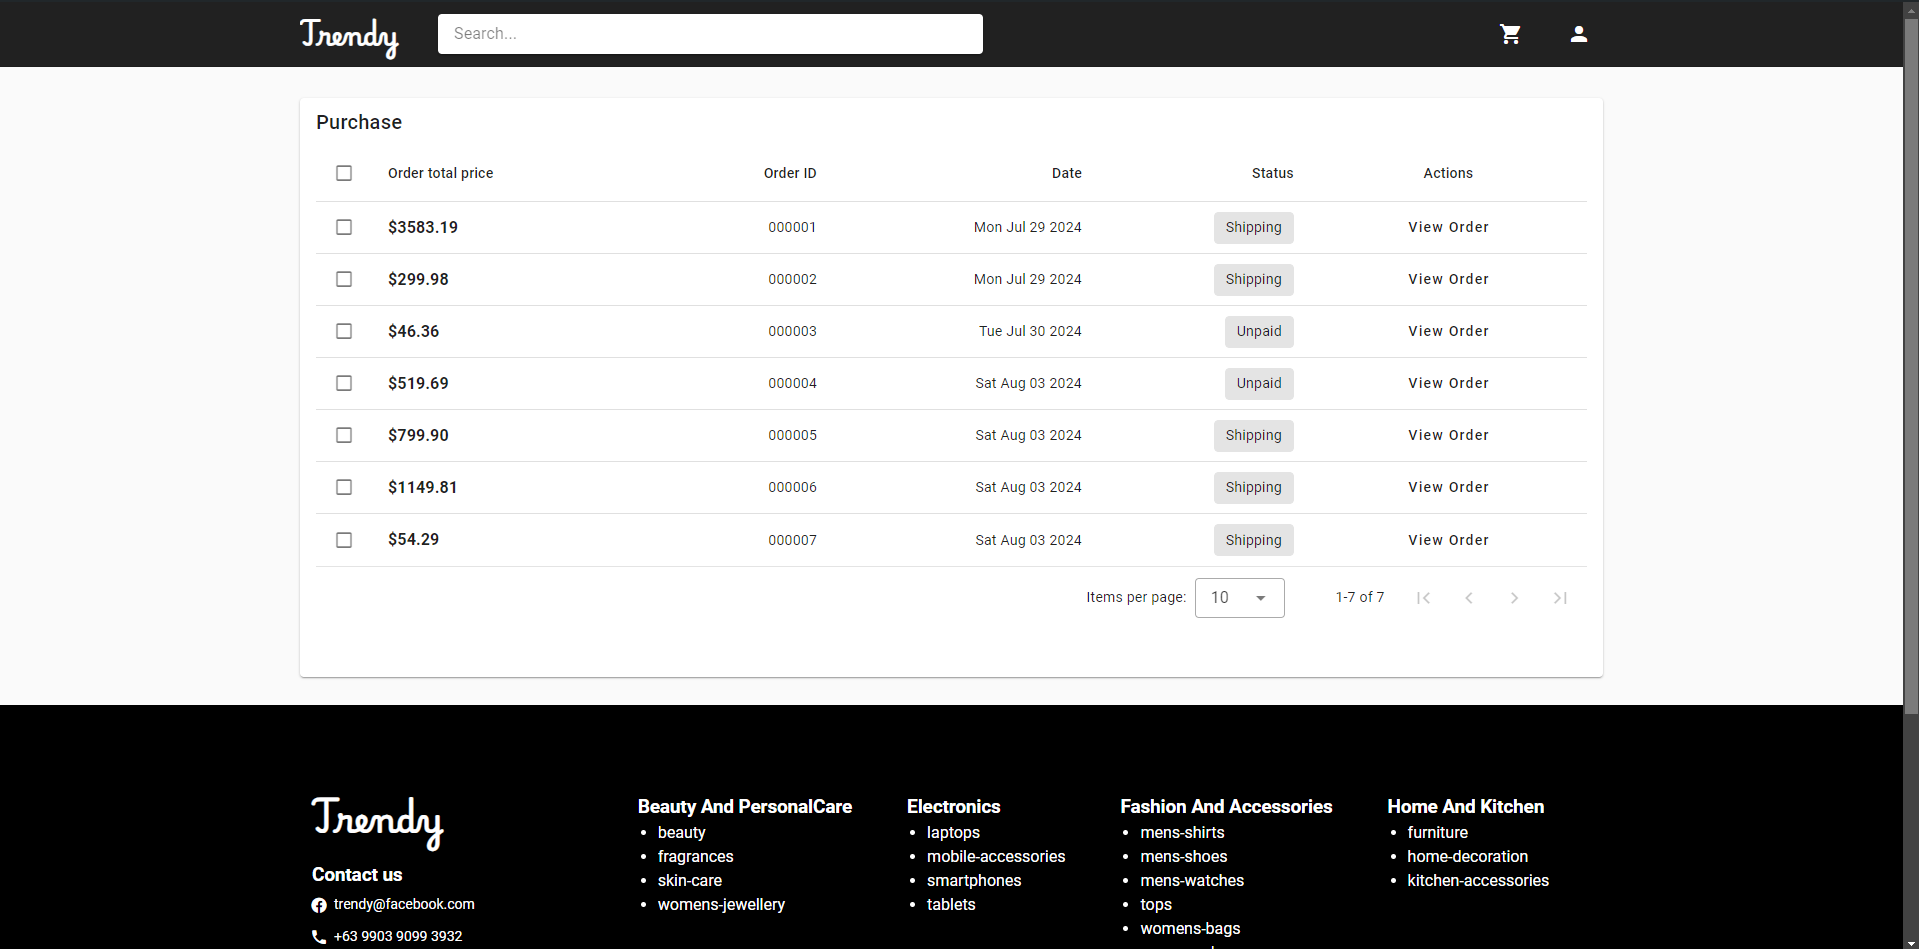 Trendy
Search...
Purchase
Order total price Order ID Date Status Actions
$3583.19 000001 Mon Jul 29 2024 Shipping View Order
$299.98 000002 Mon Jul 29 2024 Shipping View Order
$46.36 000003 Tue Jul 30 2024 Unpaid View Order
$519.69 000004 Sat Aug 03 2024 Unpaid View Order
$799.90 000005 Sat Aug 03 2024 Shipping View Order
$1149.81 000006 Sat Aug 03 2024 Shipping View Order
$54.29 000007 Sat Aug 03 2024 Shipping View Order
Items per page: 10 1-7 of 7
Trendy
Contact us
trendy@facebook.com
+63 9903 9099 3932
Beauty And PersonalCare
beauty
fragrances
skin-care
womens-jewellery
Electronics
laptops
mobile-accessories
smartphones
tablets
Fashion And Accessories
mens-shirts
mens-shoes
mens-watches
tops
womens-bags
Home And Kitchen
furniture
home-decoration
kitchen-accessories